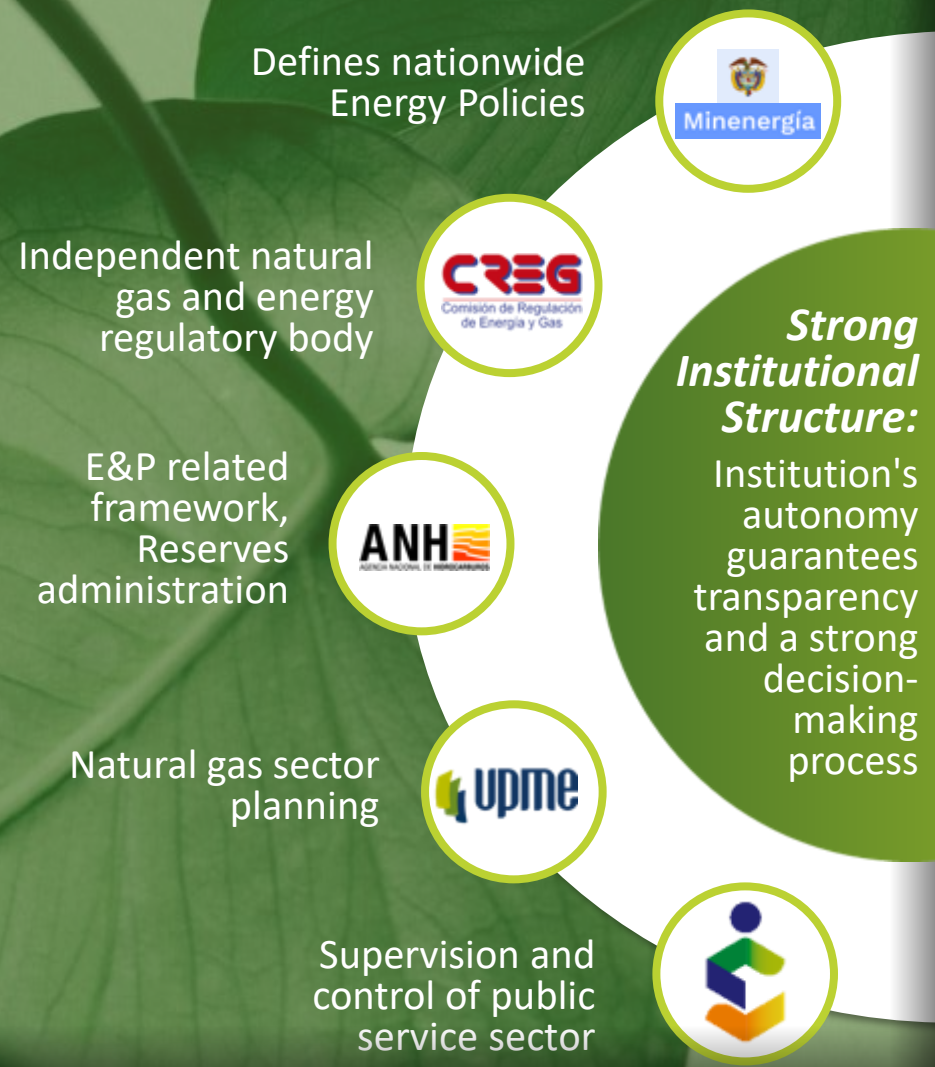 Defines nationwide
Energy Policies
Minenergía
Independent natural
gas and energy
regulatory body
CREG
Comisión de Regulación
de Energía y Gas
Strong
Institutional
Structure:
Institution's
autonomy
guarantees
transparency
and a strong
decision-
making
process
E&P related
framework,
Reserves
administration
ANH
AGENCIA NACIONAL DE HIDROCARBUROS
Natural gas sector
planning
upme
Supervision and
control of public
service sector